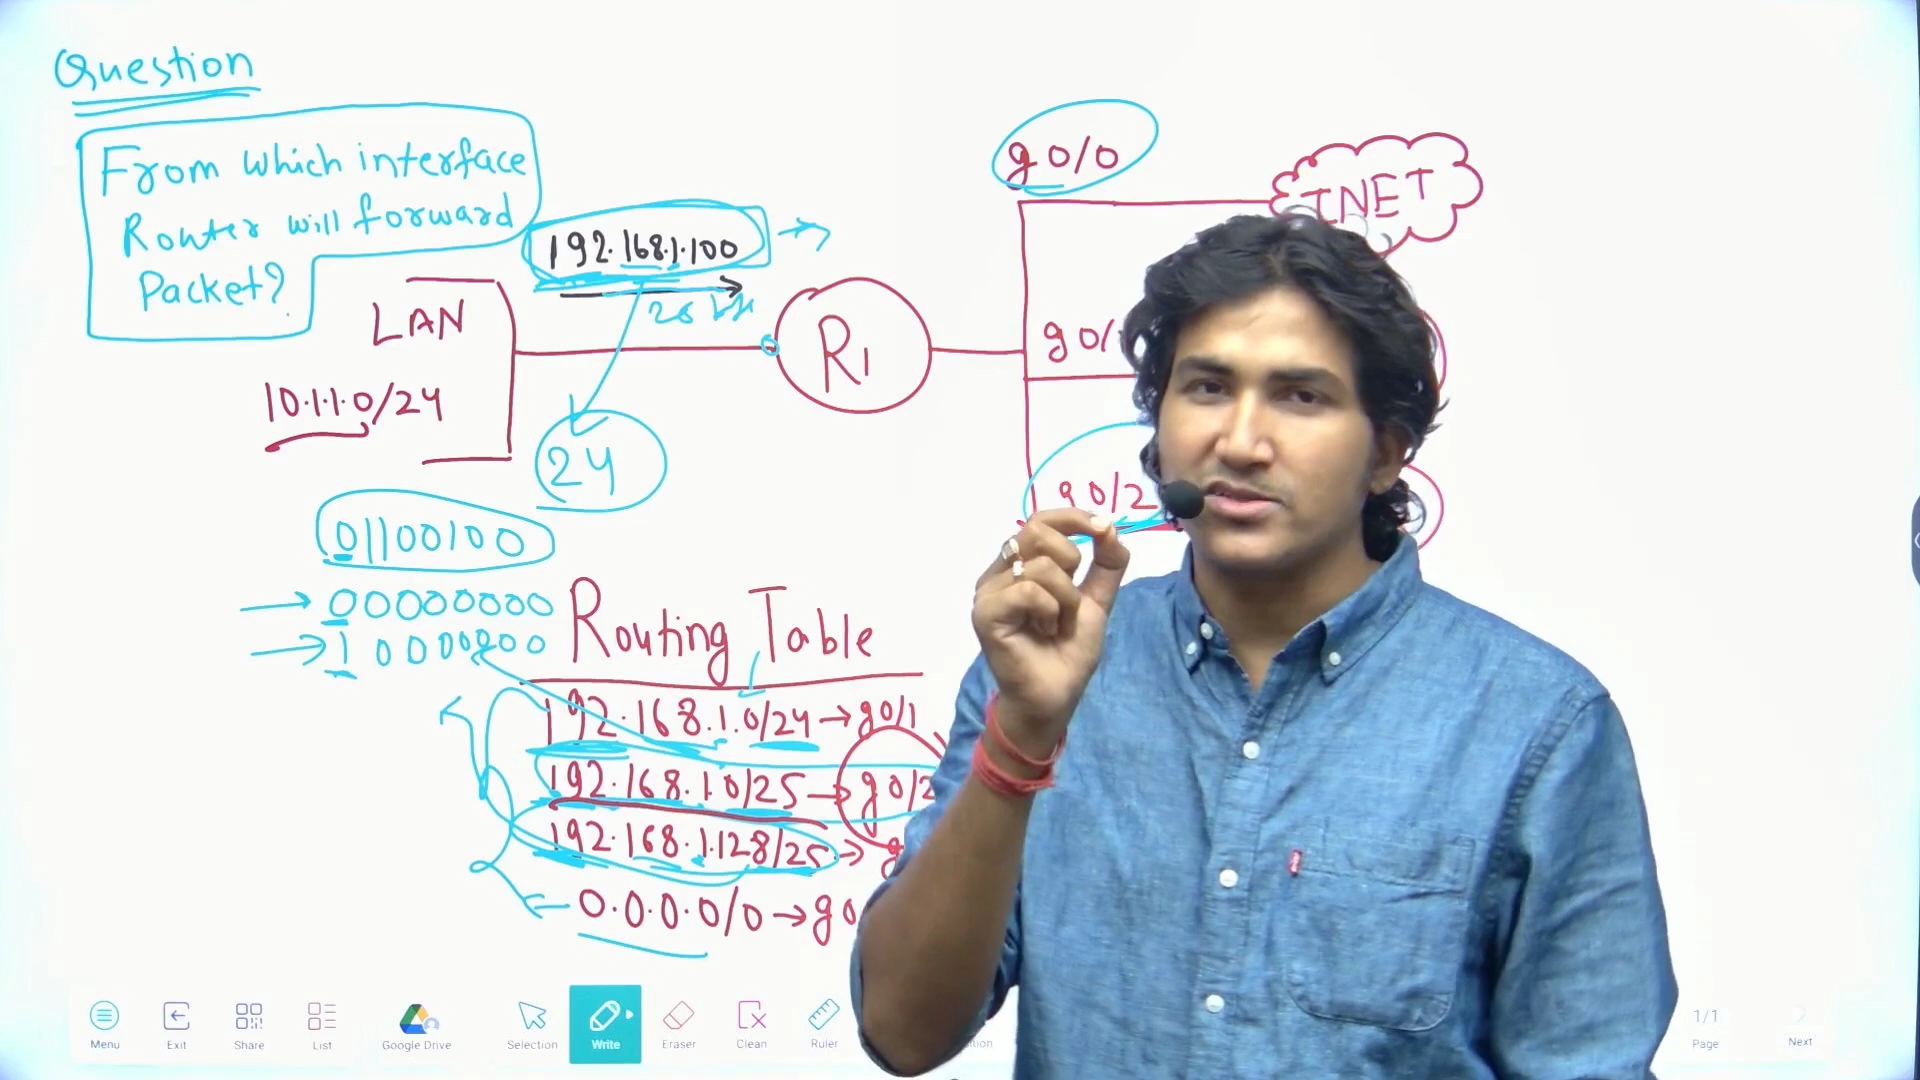 Question
From which interface
Router will forward
Packet?
192.168.1.100
LAN
10.1.1.0/24
24
R1
g0/0
INET
g0/
g0/2
01100100
00000000
10000000
Routing Table
192.168.1.0/24→g0/1
192.168.1.0/25→g0/2
192.168.1.128/25→g
0.0.0.0/0→g0
Menu
Exit
Share
List
Google Drive
Selection
Write
Eraser
Clean
Ruler
1/1
Page
Next